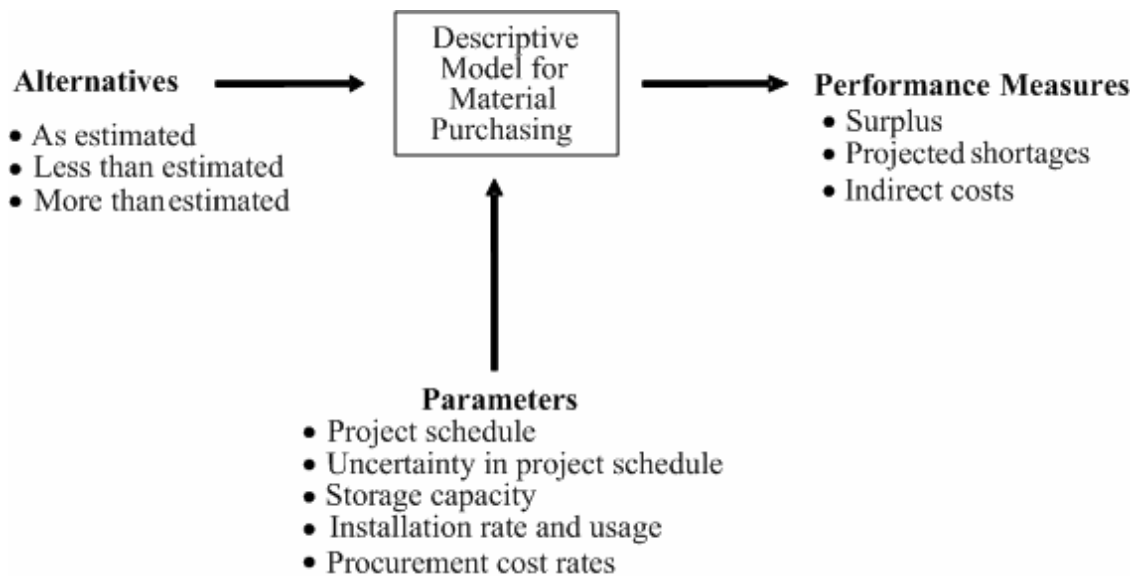 Alternatives
• As estimated
• Less than estimated
• More than estimated
Descriptive
Model for
Material
Purchasing
Performance Measures
• Surplus
• Projected shortages
• Indirect costs
Parameters
• Project schedule
• Uncertainty in project schedule
• Storage capacity
• Installation rate and usage
• Procurement cost rates